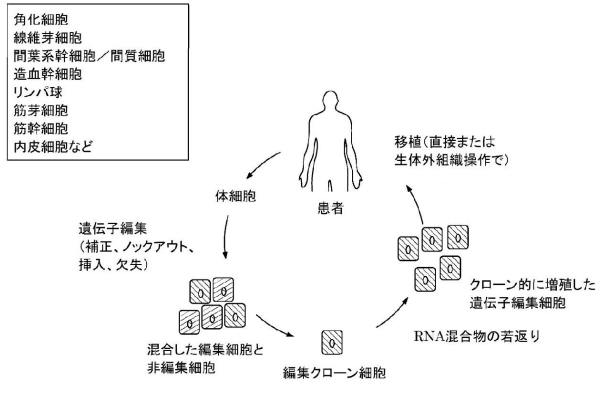 角化細胞
線維芽細胞
間葉系幹細胞／間質細胞
造血幹細胞
リンパ球
筋芽細胞
筋幹細胞
内皮細胞など
移植（直接または
生体外組織操作で）
体細胞
患者
遺伝子編集
（補正、ノックアウト、
挿入、欠失）
クローン的に増殖した
遺伝子編集細胞
RNA混合物の若返り
混合した編集細胞と
非編集細胞
編集クローン細胞